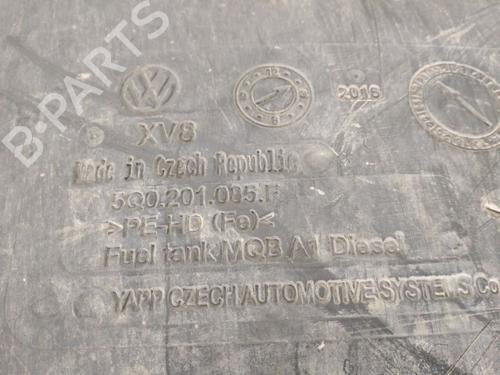 B-PARTS
2018
XV8
Made in Czech Republic
5Q0.201.085.F
>PE-HD (Fe)<
Fuel tank MQB A1 Diesel
YAPP CZECH AUTOMOTIVE SYSTEMS Co